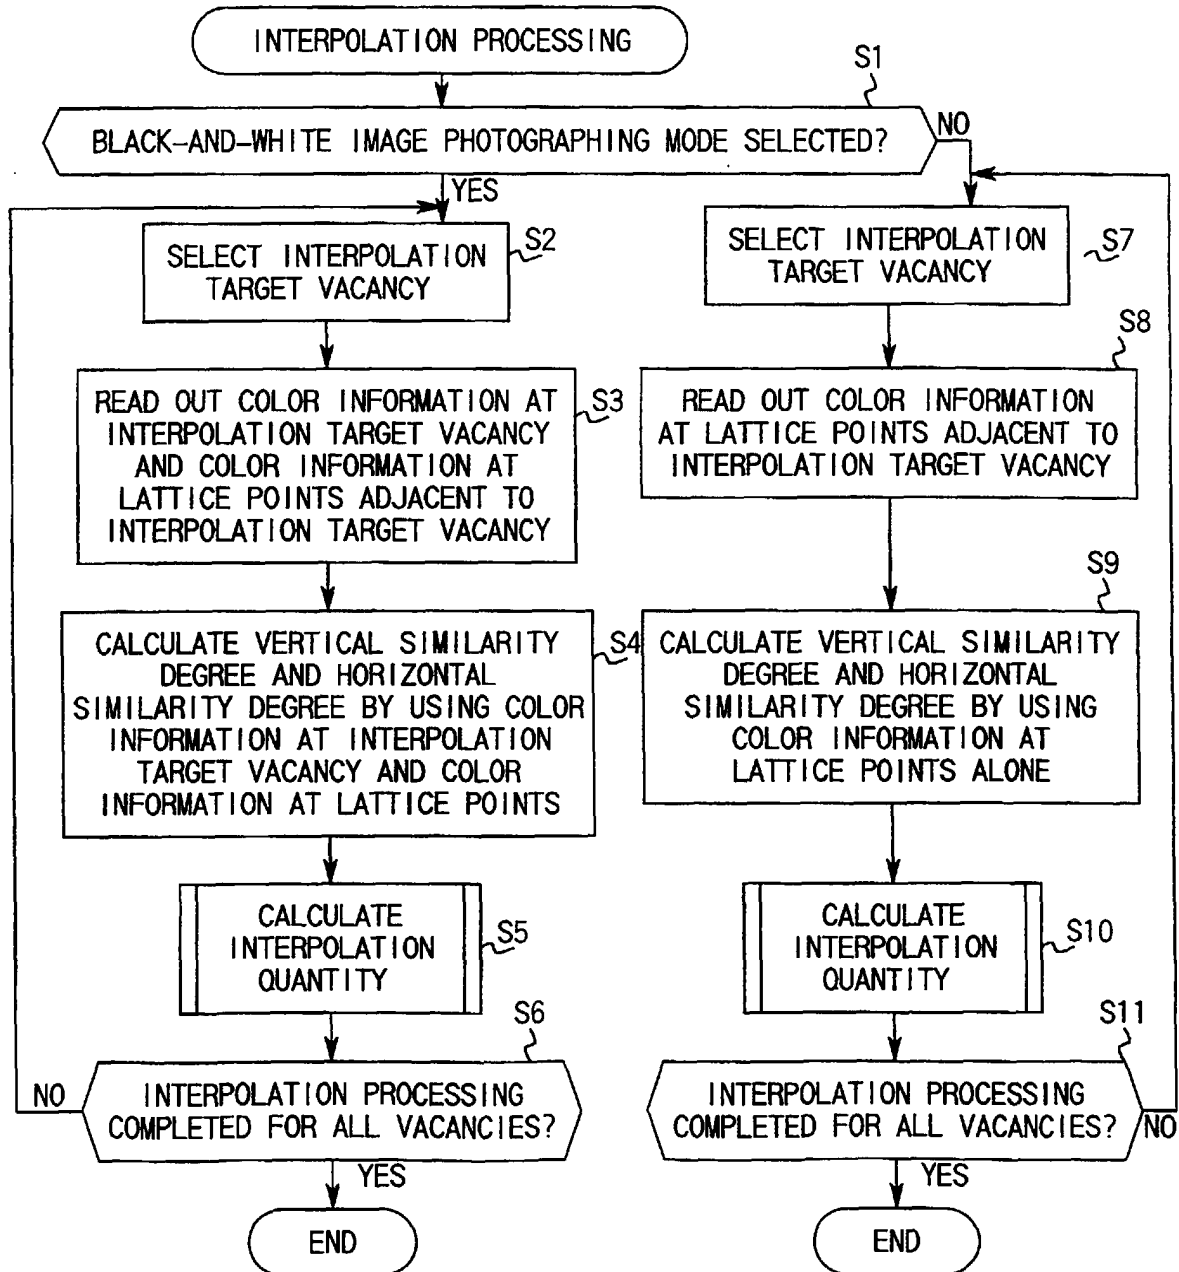 INTERPOLATION PROCESSING
S1
BLACK-AND-WHITE IMAGE PHOTOGRAPHING MODE SELECTED?
NO
YES
SELECT INTERPOLATION
TARGET VACANCY
S2
READ OUT COLOR INFORMATION AT
INTERPOLATION TARGET VACANCY
AND COLOR INFORMATION AT
LATTICE POINTS ADJACENT TO
INTERPOLATION TARGET VACANCY
S3
CALCULATE VERTICAL SIMILARITY
DEGREE AND HORIZONTAL
SIMILARITY DEGREE BY USING COLOR
INFORMATION AT INTERPOLATION
TARGET VACANCY AND COLOR
INFORMATION AT LATTICE POINTS
S4
CALCULATE
INTERPOLATION
QUANTITY
S5
S6
INTERPOLATION PROCESSING
COMPLETED FOR ALL VACANCIES?
NO
YES
END
SELECT INTERPOLATION
TARGET VACANCY
S7
S8
READ OUT COLOR INFORMATION
AT LATTICE POINTS ADJACENT TO
INTERPOLATION TARGET VACANCY
S9
CALCULATE VERTICAL SIMILARITY
DEGREE AND HORIZONTAL
SIMILARITY DEGREE BY USING
COLOR INFORMATION AT
LATTICE POINTS ALONE
CALCULATE
INTERPOLATION
QUANTITY
S10
S11
INTERPOLATION PROCESSING
COMPLETED FOR ALL VACANCIES?
NO
YES
END